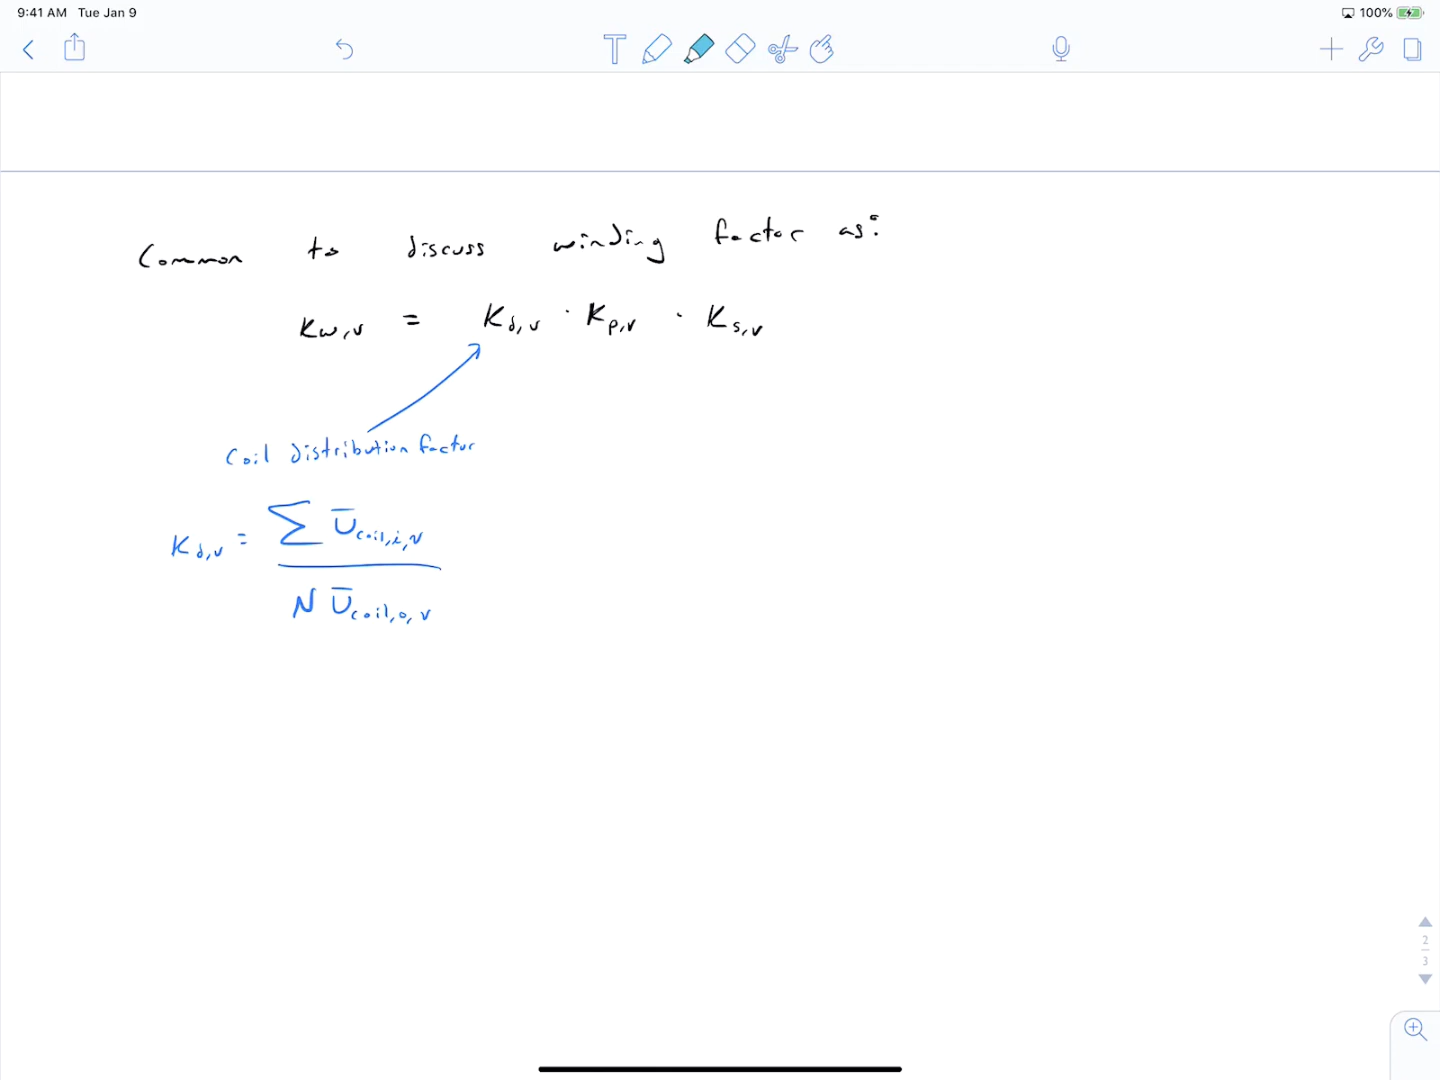 9:41 AM Tue Jan 9 100%
Common to discuss winding factor as:
Kw,v = Kd,v · Kp,v · Ks,v
Coil distribution factor
Kd,v = Σ Ūcoil,i,v
N Ūcoil,0,v
2
3